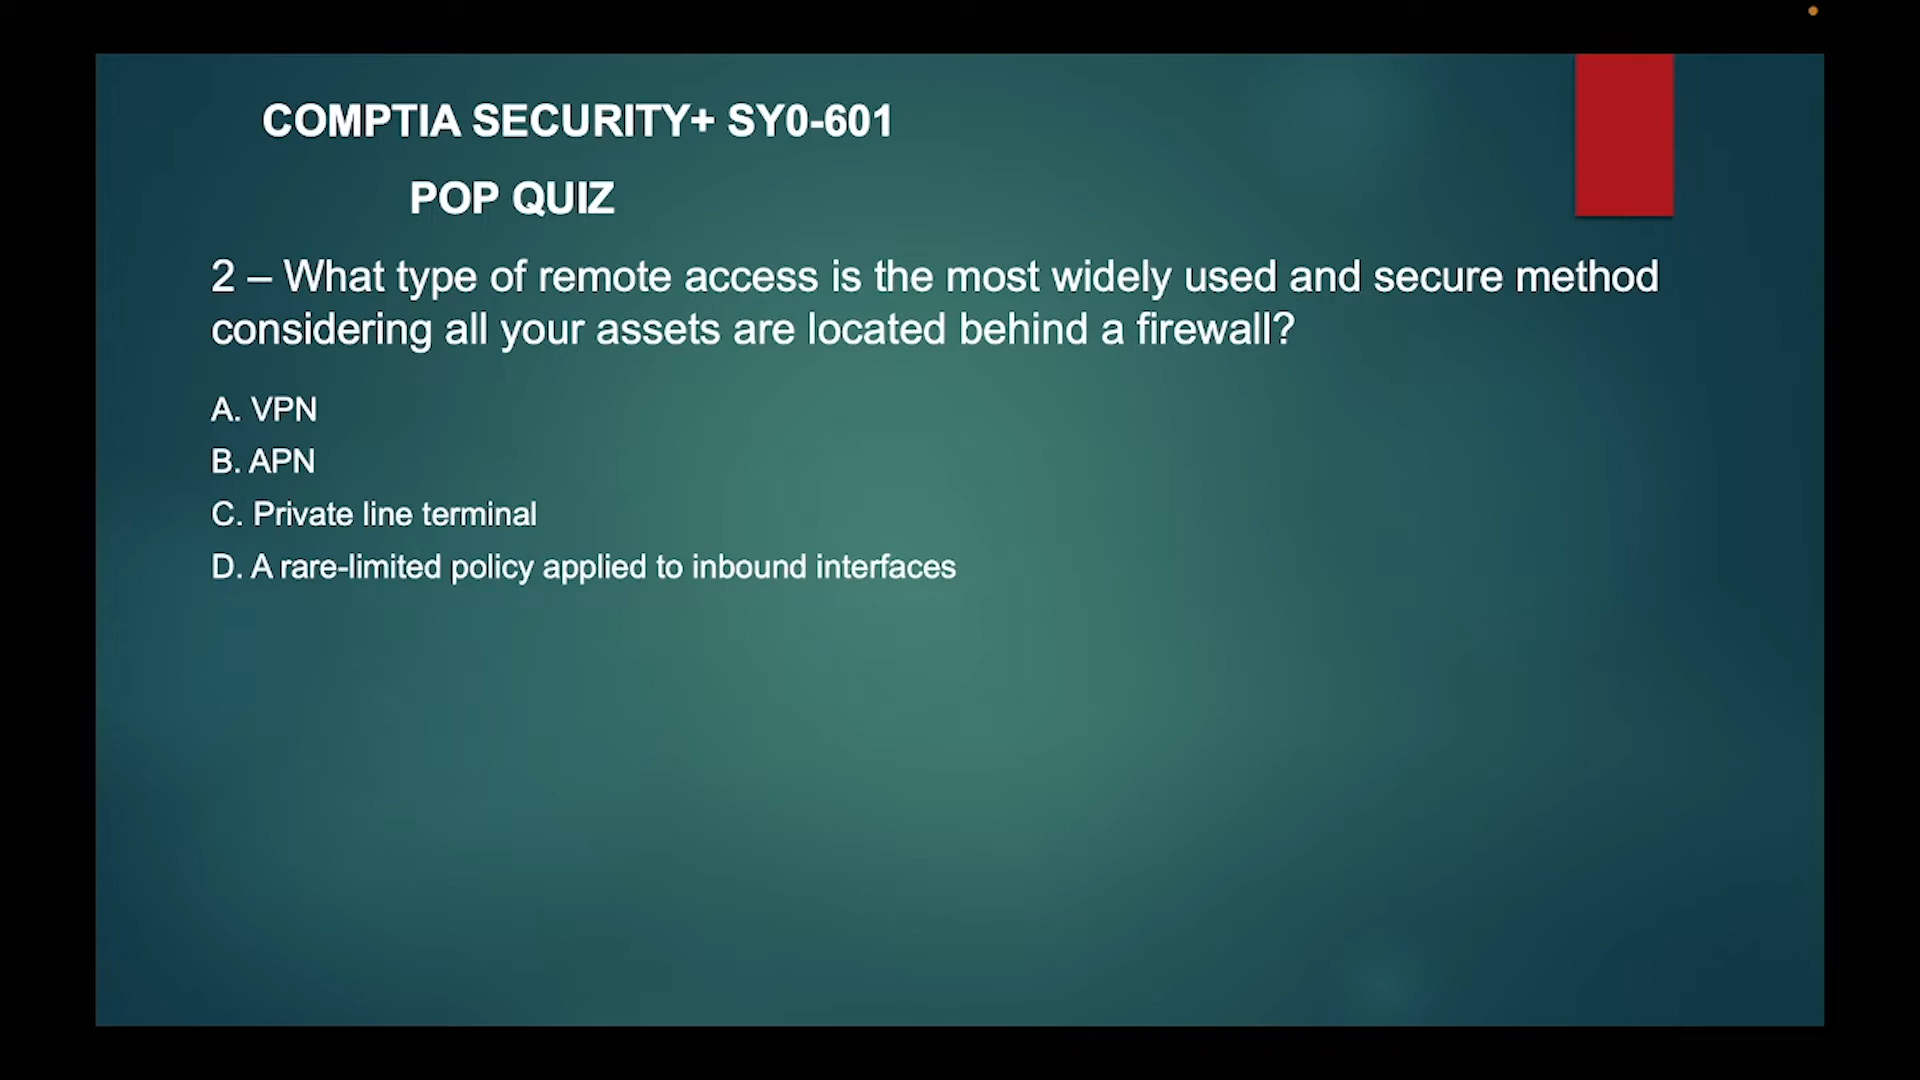 COMPTIA SECURITY+ SY0-601
POP QUIZ
2 – What type of remote access is the most widely used and secure method
considering all your assets are located behind a firewall?
A. VPN
B. APN
C. Private line terminal
D. A rare-limited policy applied to inbound interfaces